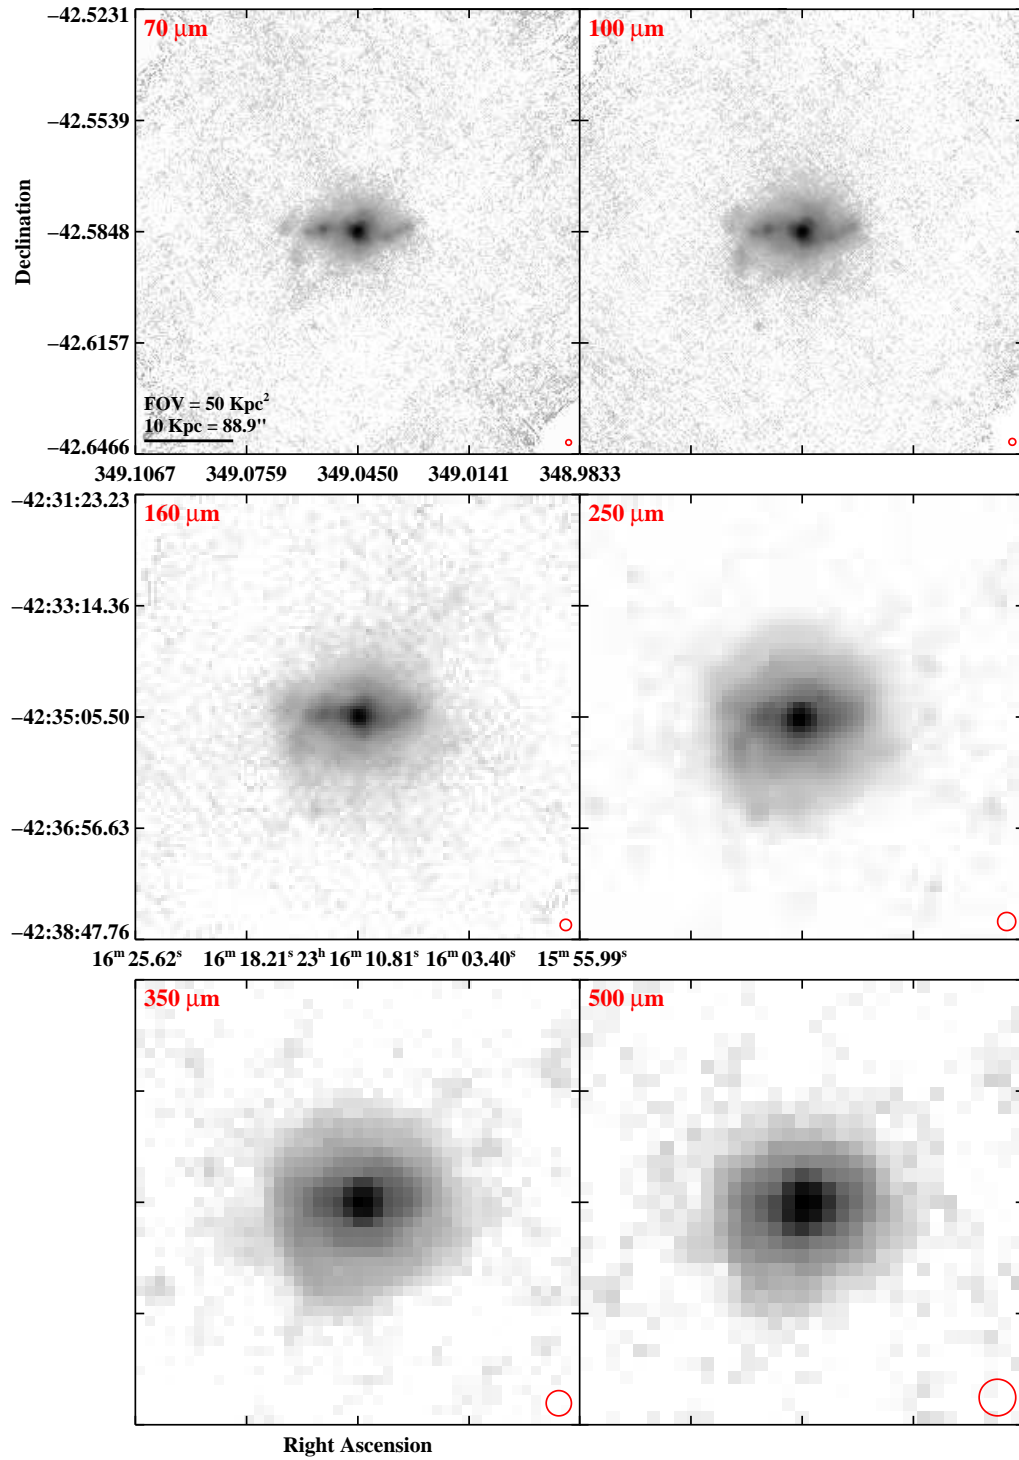 −42.5231
70 μm
100 μm
−42.5539
Declination
−42.5848
−42.6157
FOV = 50 Kpc²
10 Kpc = 88.9"
−42.6466
349.1067 349.0759 349.0450 349.0141 348.9833
−42:31:23.23
160 μm
250 μm
−42:33:14.36
−42:35:05.50
−42:36:56.63
−42:38:47.76
16ᵐ 25.62ˢ 16ᵐ 18.21ˢ 23ʰ 16ᵐ 10.81ˢ 16ᵐ 03.40ˢ 15ᵐ 55.99ˢ
350 μm
500 μm
Right Ascension